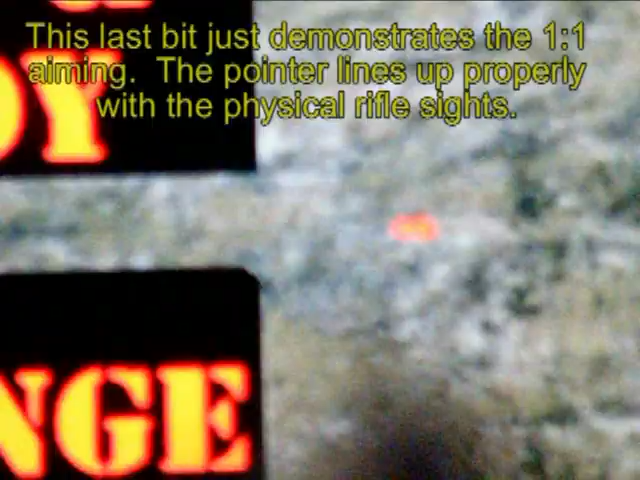 This last bit just demonstrates the 1:1
aiming.  The pointer lines up properly
with the physical rifle sights.
OY
NGE